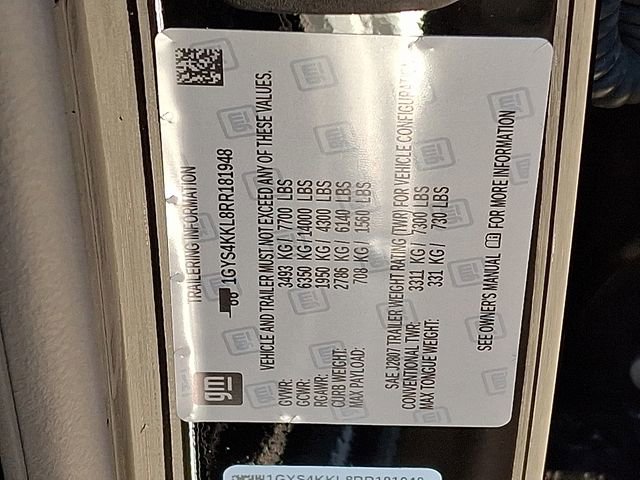 gm
TRAILERING INFORMATION
1GYS4KKL8RR181948
VEHICLE AND TRAILER MUST NOT EXCEED ANY OF THESE VALUES.
GVWR: 3493 KG / 7700 LBS
GCWR: 6350 KG / 14000 LBS
RGAWR: 1950 KG / 4300 LBS
CURB WEIGHT: 2786 KG / 6140 LBS
MAX PAYLOAD: 708 KG / 1560 LBS
SAE J2807 TRAILER WEIGHT RATING (TWR) FOR VEHICLE CONFIGURATION
CONVENTIONAL TWR: 3311 KG / 7300 LBS
MAX TONGUE WEIGHT: 331 KG / 730 LBS
SEE OWNER'S MANUAL FOR MORE INFORMATION
1GYS4KKL8RR181948